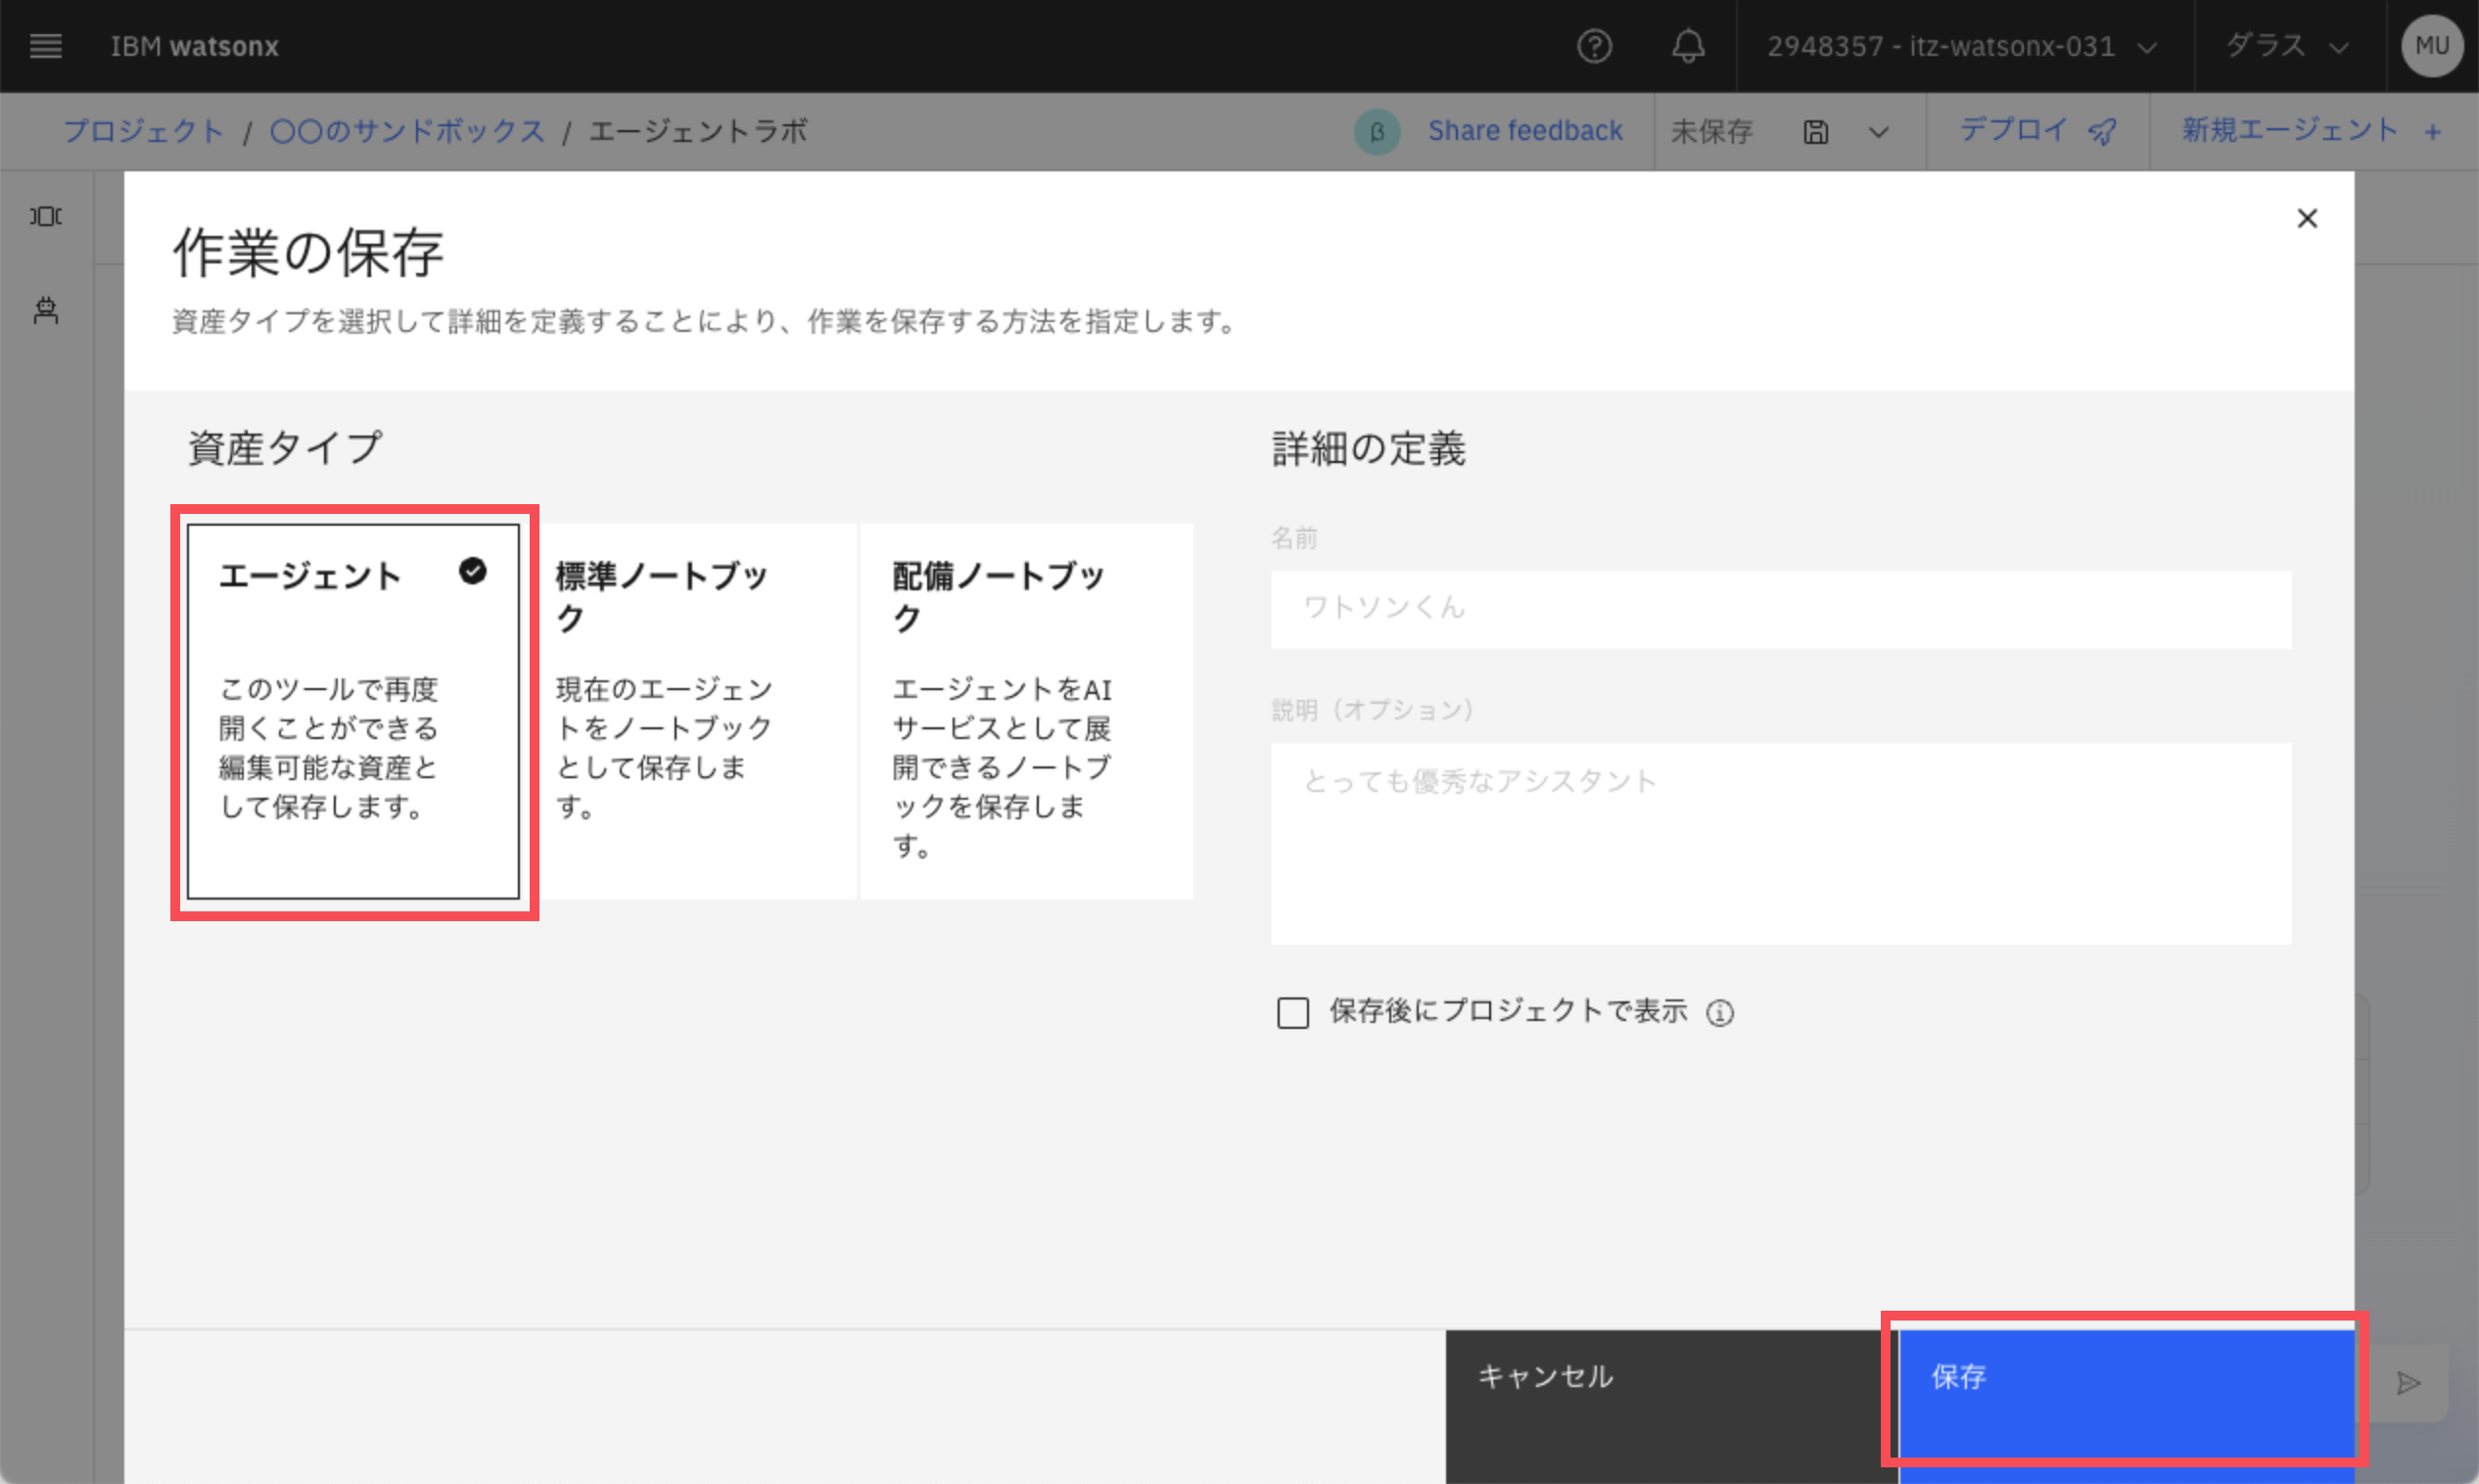 IBM watsonx
2948357 - itz-watsonx-031
ダラス
MU
プロジェクト / 〇〇のサンドボックス / エージェントラボ
β
Share feedback
未保存
デプロイ
新規エージェント +
作業の保存
資産タイプを選択して詳細を定義することにより、作業を保存する方法を指定します。
資産タイプ
エージェント
このツールで再度
開くことができる
編集可能な資産と
して保存します。
標準ノートブッ
ク
現在のエージェン
トをノートブック
として保存しま
す。
配備ノートブッ
ク
エージェントをAI
サービスとして展
開できるノートブ
ックを保存しま
す。
詳細の定義
名前
ワトソンくん
説明（オプション）
とっても優秀なアシスタント
保存後にプロジェクトで表示
キャンセル
保存